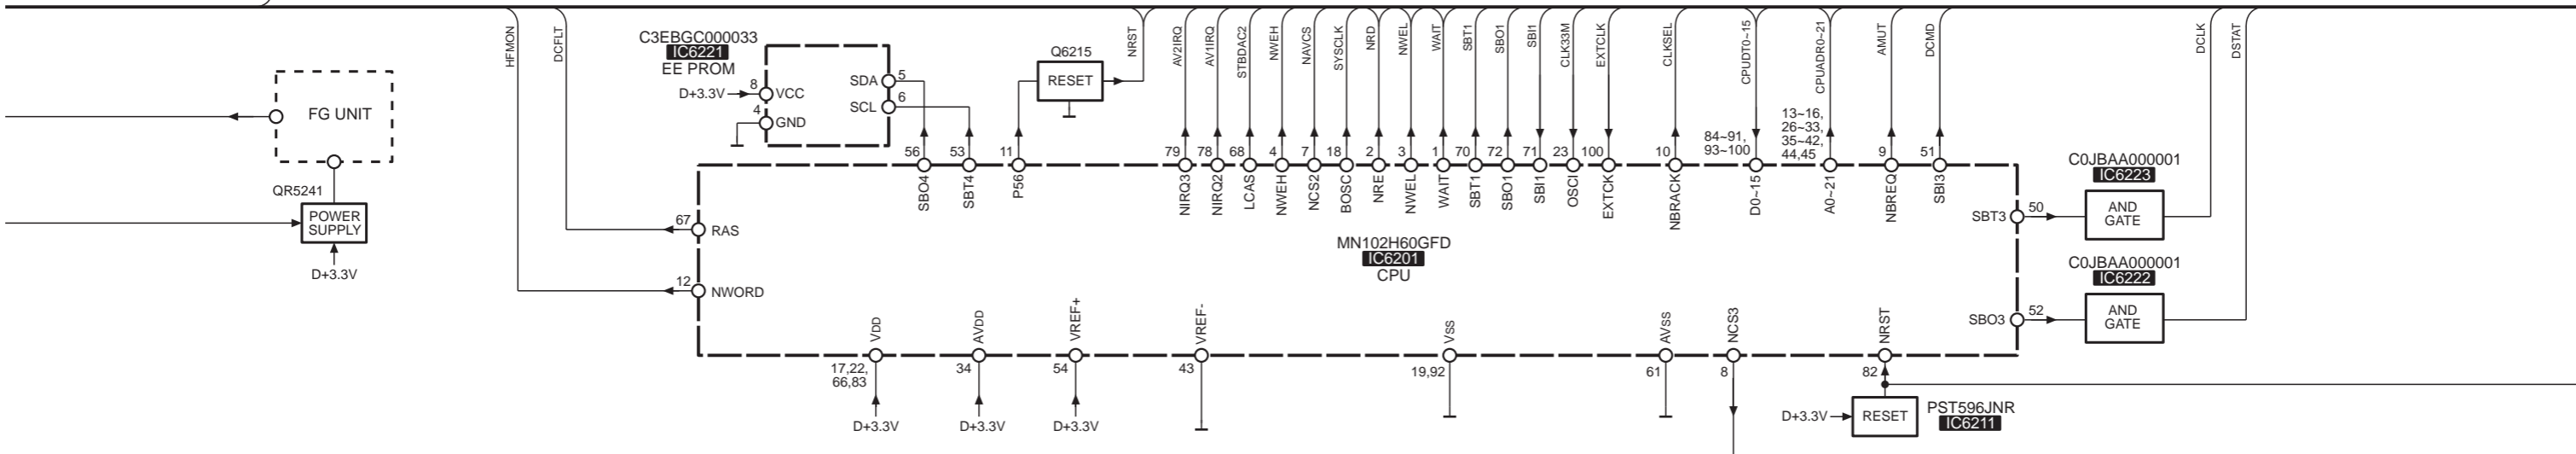 HFMON
DCFLT
C3EBGC000033
IC6221
EE PROM
SDA
5
SCL
6
8
VCC
D+3.3V
4
GND
Q6215
RESET
NRST
AV2IRQ
AV1IRQ
STBDAC2
NWEH
NAVCS
SYSCLK
NRD
NWEL
WAIT
SBT1
SBO1
SBI1
CLK33M
EXTCLK
CLKSEL
CPUDT0~15
CPUADR0~21
AMUT
DCMD
DCLK
DSTAT
FG UNIT
QR5241
POWER
SUPPLY
D+3.3V
56
53
11
79
78
68
4
7
18
2
3
1
70
72
71
23
100
10
84~91,
93~100
13~16,
26~33,
35~42,
44,45
9
51
SBO4
SBT4
P56
NIRQ3
NIRQ2
LCAS
NWEH
NCS2
BOSC
NRE
NWEL
WAIT
SBT1
SBO1
SBI1
OSCI
EXTCK
NBRACK
D0~15
A0~21
NBREQ
SBI3
67
RAS
12
NWORD
MN102H60GFD
IC6201
CPU
SBT3
50
C0JBAA000001
IC6223
AND
GATE
SBO3
52
C0JBAA000001
IC6222
AND
GATE
VDD
AVDD
VREF+
VREF-
VSS
AVSS
NCS3
NRST
17,22,
66,83
34
54
43
19,92
61
8
82
D+3.3V
D+3.3V
D+3.3V
D+3.3V
RESET
PST596JNR
IC6211